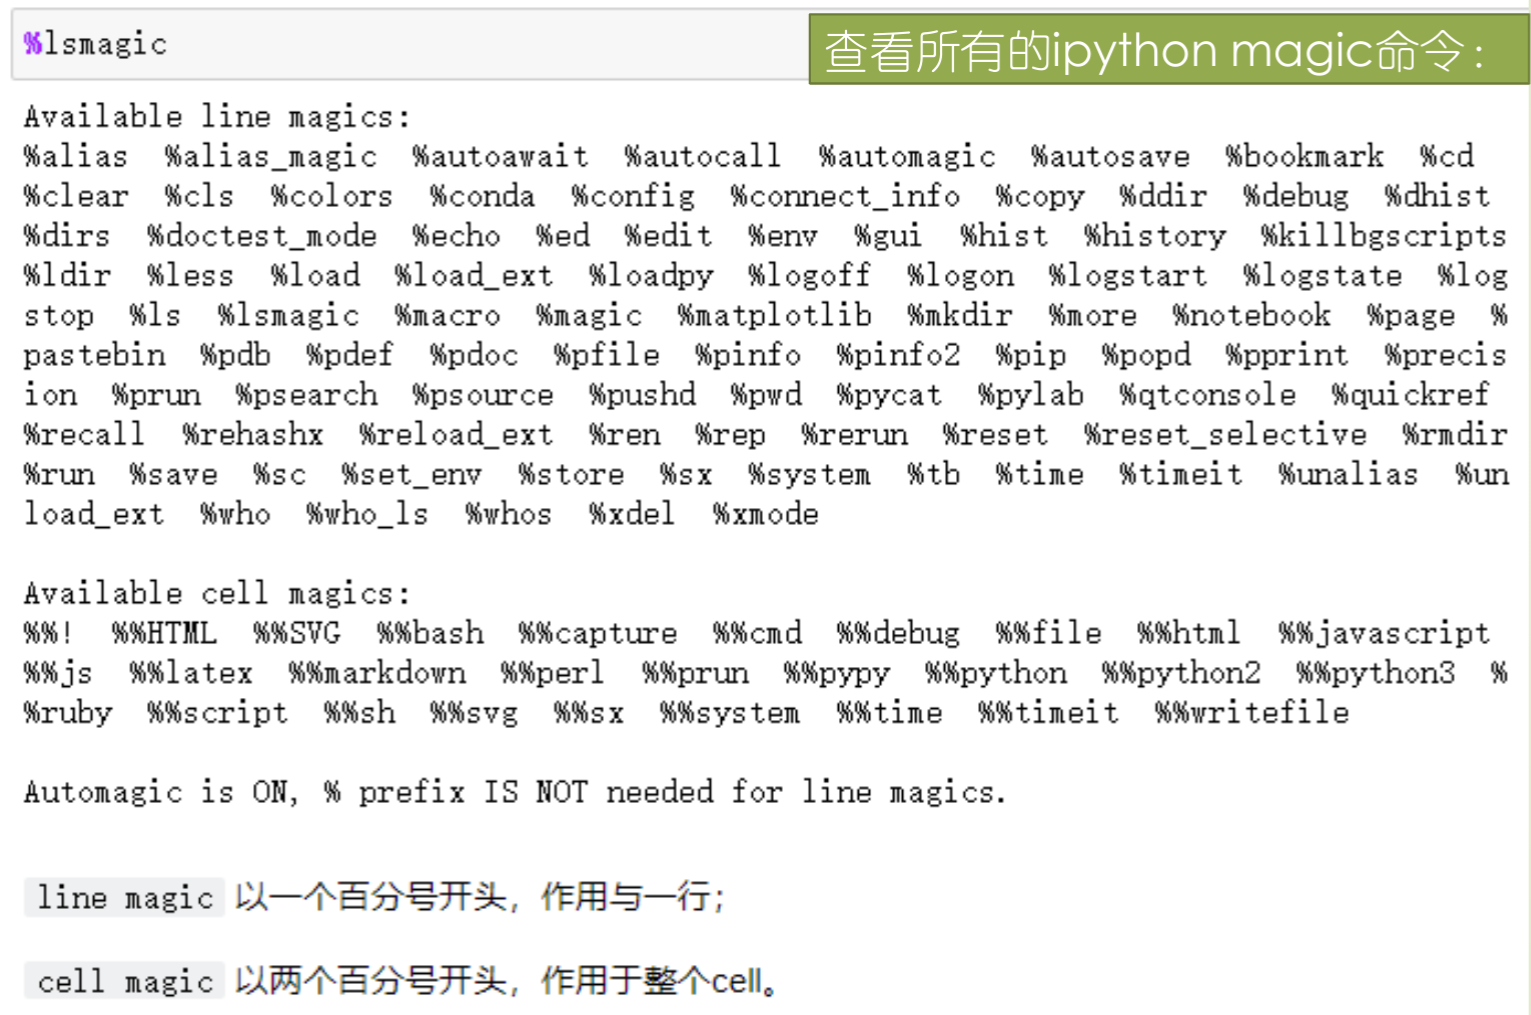 %lsmagic
查看所有的ipython magic命令：
Available line magics:
%alias  %alias_magic  %autoawait  %autocall  %automagic  %autosave  %bookmark  %cd
%clear  %cls  %colors  %conda  %config  %connect_info  %copy  %ddir  %debug  %dhist
%dirs  %doctest_mode  %echo  %ed  %edit  %env  %gui  %hist  %history  %killbgscripts
%ldir  %less  %load  %load_ext  %loadpy  %logoff  %logon  %logstart  %logstate  %log
stop  %ls  %lsmagic  %macro  %magic  %matplotlib  %mkdir  %more  %notebook  %page  %
pastebin  %pdb  %pdef  %pdoc  %pfile  %pinfo  %pinfo2  %pip  %popd  %pprint  %precis
ion  %prun  %psearch  %psource  %pushd  %pwd  %pycat  %pylab  %qtconsole  %quickref
%recall  %rehashx  %reload_ext  %ren  %rep  %rerun  %reset  %reset_selective  %rmdir
%run  %save  %sc  %set_env  %store  %sx  %system  %tb  %time  %timeit  %unalias  %un
load_ext  %who  %who_ls  %whos  %xdel  %xmode
Available cell magics:
%%!  %%HTML  %%SVG  %%bash  %%capture  %%cmd  %%debug  %%file  %%html  %%javascript
%%js  %%latex  %%markdown  %%perl  %%prun  %%pypy  %%python  %%python2  %%python3  %
%ruby  %%script  %%sh  %%svg  %%sx  %%system  %%time  %%timeit  %%writefile
Automagic is ON, % prefix IS NOT needed for line magics.
line magic 以一个百分号开头，作用与一行；
cell magic 以两个百分号开头，作用于整个cell。